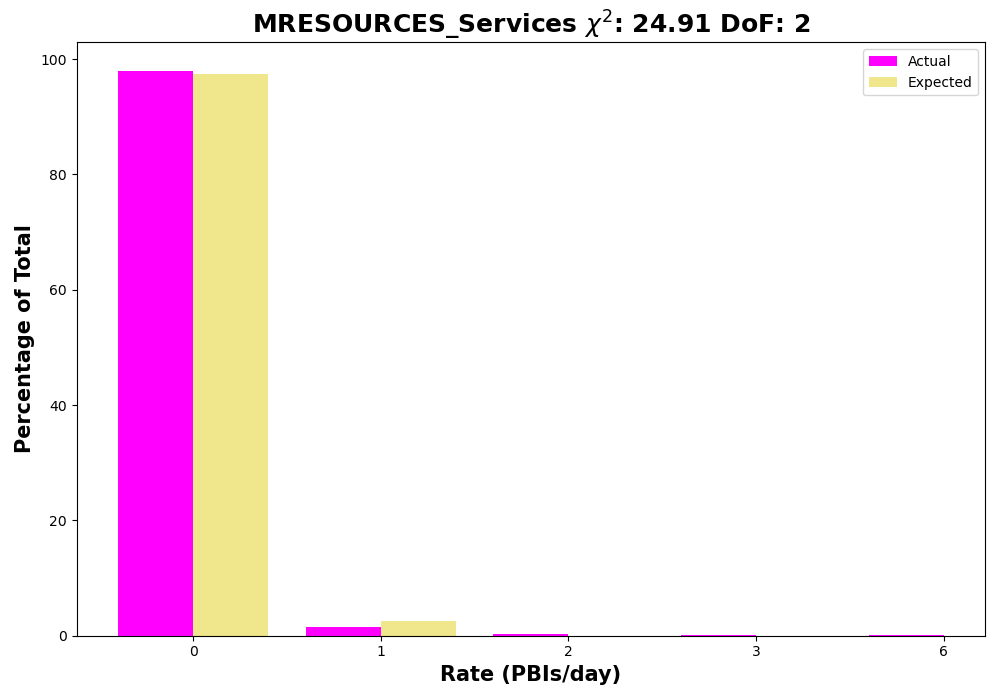 MRESOURCES_Services χ²: 24.91 DoF: 2
Actual
Expected
Percentage of Total
100
80
60
40
20
0
0 1 2 3 6
Rate (PBIs/day)